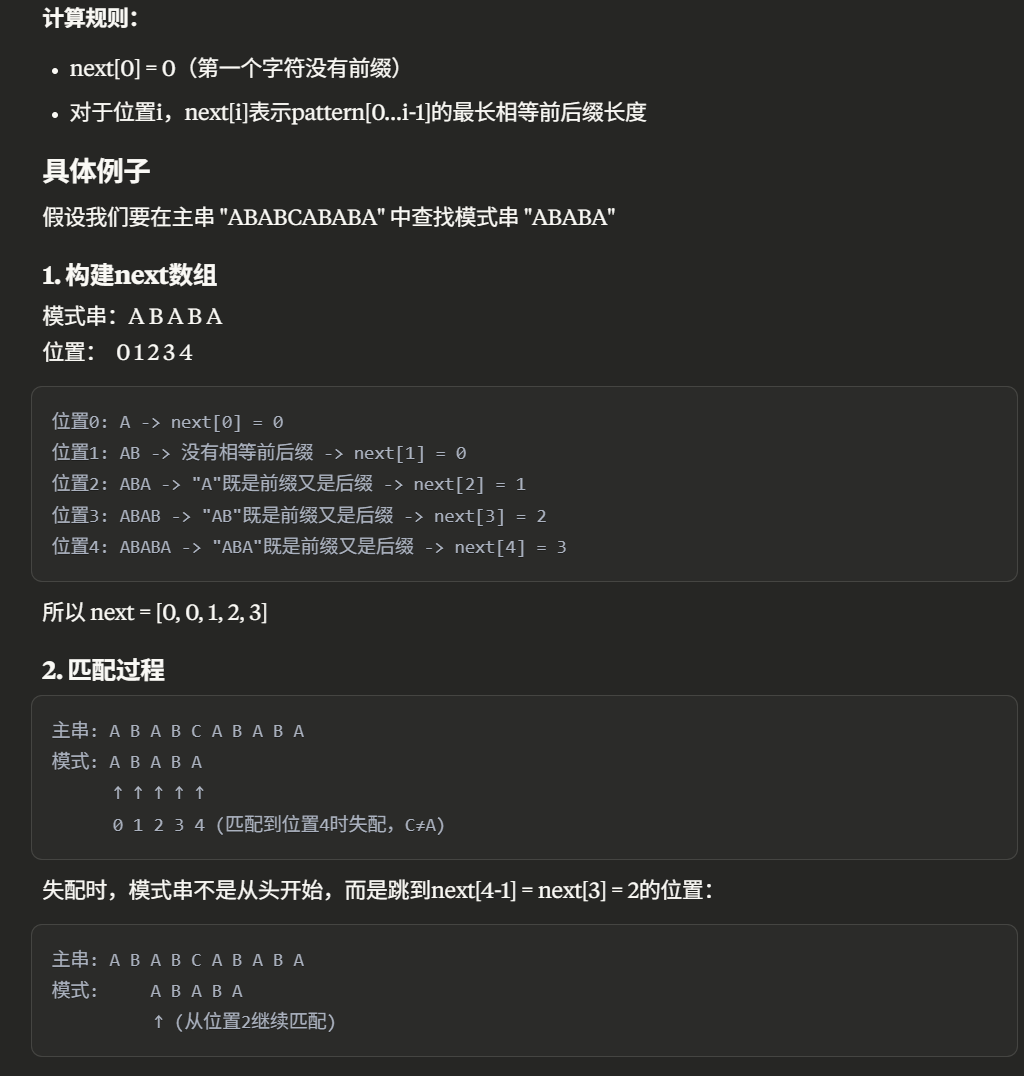 计算规则：
• next[0] = 0（第一个字符没有前缀）
• 对于位置i，next[i]表示pattern[0...i-1]的最长相等前后缀长度
具体例子
假设我们要在主串 "ABABCABABA" 中查找模式串 "ABABA"
1. 构建next数组
模式串：A B A B A
位置： 0 1 2 3 4
位置0: A -> next[0] = 0
位置1: AB -> 没有相等前后缀 -> next[1] = 0
位置2: ABA -> "A"既是前缀又是后缀 -> next[2] = 1
位置3: ABAB -> "AB"既是前缀又是后缀 -> next[3] = 2
位置4: ABABA -> "ABA"既是前缀又是后缀 -> next[4] = 3
所以 next = [0, 0, 1, 2, 3]
2. 匹配过程
主串: A B A B C A B A B A
模式: A B A B A
↑ ↑ ↑ ↑ ↑
0 1 2 3 4 (匹配到位置4时失配，C≠A)
失配时，模式串不是从头开始，而是跳到next[4-1] = next[3] = 2的位置：
主串: A B A B C A B A B A
模式:     A B A B A
↑ (从位置2继续匹配)